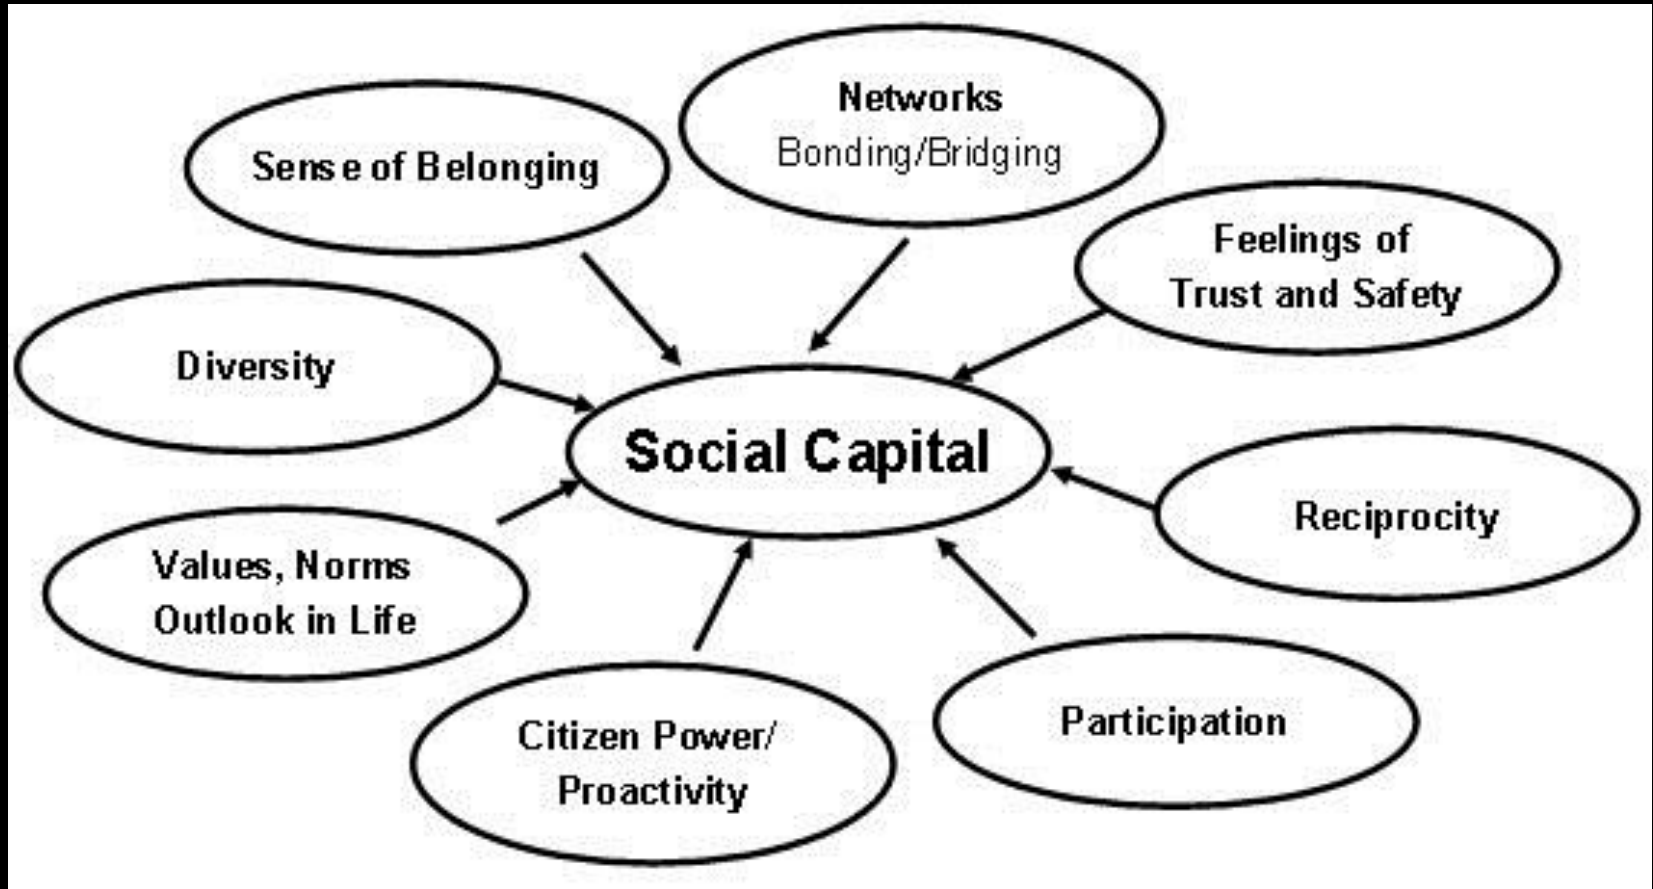 Networks
Bonding/Bridging
Sense of Belonging
Feelings of
Trust and Safety
Diversity
Social Capital
Reciprocity
Values, Norms
Outlook in Life
Citizen Power/
Proactivity
Participation